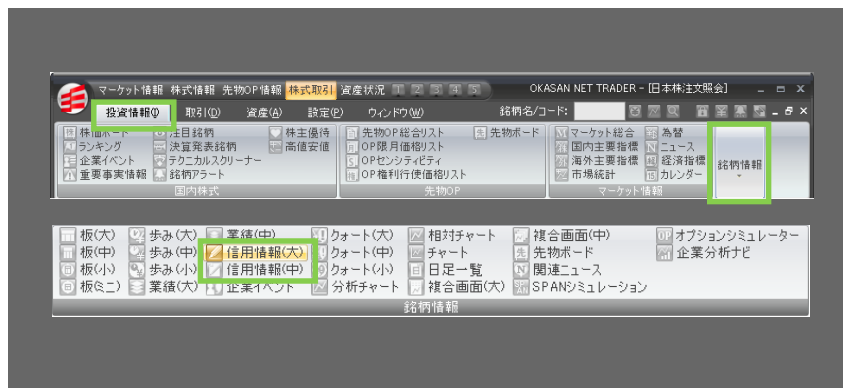 マーケット情報 株式情報 先物OP情報 株式取引 資産状況 1 2 3 4 5 OKASAN NET TRADER - [日本株注文照会]
投資情報(I) 取引(O) 資産(A) 設定(P) ウィンドウ(W) 銘柄名/コード:
株価ボード 注目銘柄 株主優待 先物OP総合リスト 先物ボード マーケット総合 為替
ランキング 決算発表銘柄 高値安値 OP限月価格リスト 国内主要指標 ニュース
企業イベント テクニカルスクリーナー OPセンシティビティ 海外主要指標 経済指標 銘柄情報
重要事実情報 銘柄アラート OP権利行使価格リスト 市場統計 カレンダー
国内株式 先物OP マーケット情報
板(大) 歩み(大) 業績(中) クォート(大) 相対チャート 複合画面(中) オプションシミュレーター
板(中) 歩み(中) 信用情報(大) クォート(中) チャート 先物ボード 企業分析ナビ
板(小) 歩み(小) 信用情報(中) クォート(小) 日足一覧 関連ニュース
板(ミニ) 業績(大) 企業イベント 分析チャート 複合画面(大) SPANシミュレーション
銘柄情報